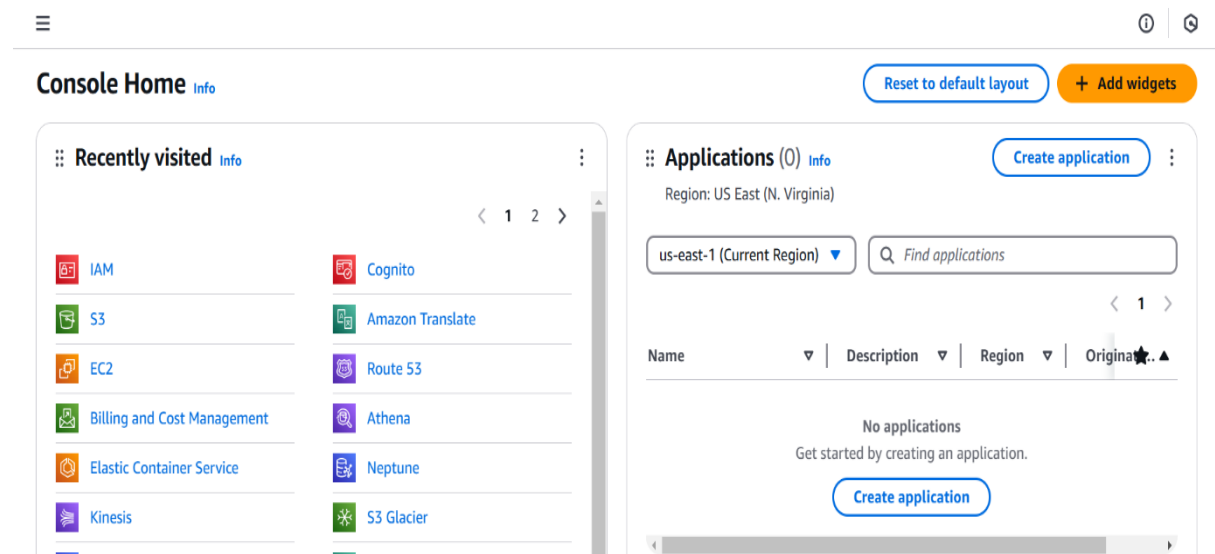 Console Home Info
Reset to default layout
+ Add widgets
Recently visited Info
1 2
IAM
S3
EC2
Billing and Cost Management
Elastic Container Service
Kinesis
Cognito
Amazon Translate
Route 53
Athena
Neptune
S3 Glacier
Applications (0) Info
Create application
Region: US East (N. Virginia)
us-east-1 (Current Region)
Find applications
1
Name Description Region
No applications
Get started by creating an application.
Create application